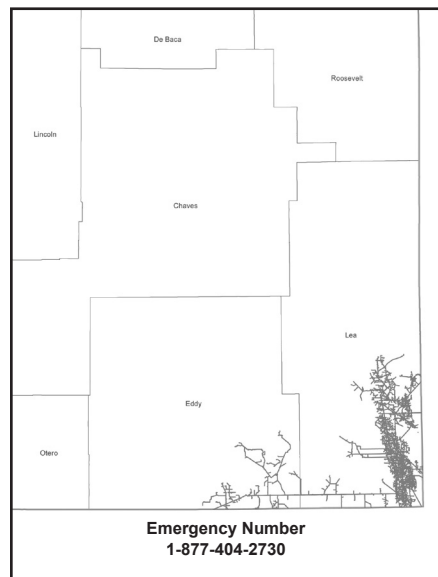 De Baca
Roosevelt
Lincoln
Chaves
Lea
Eddy
Otero
Emergency Number
1-877-404-2730